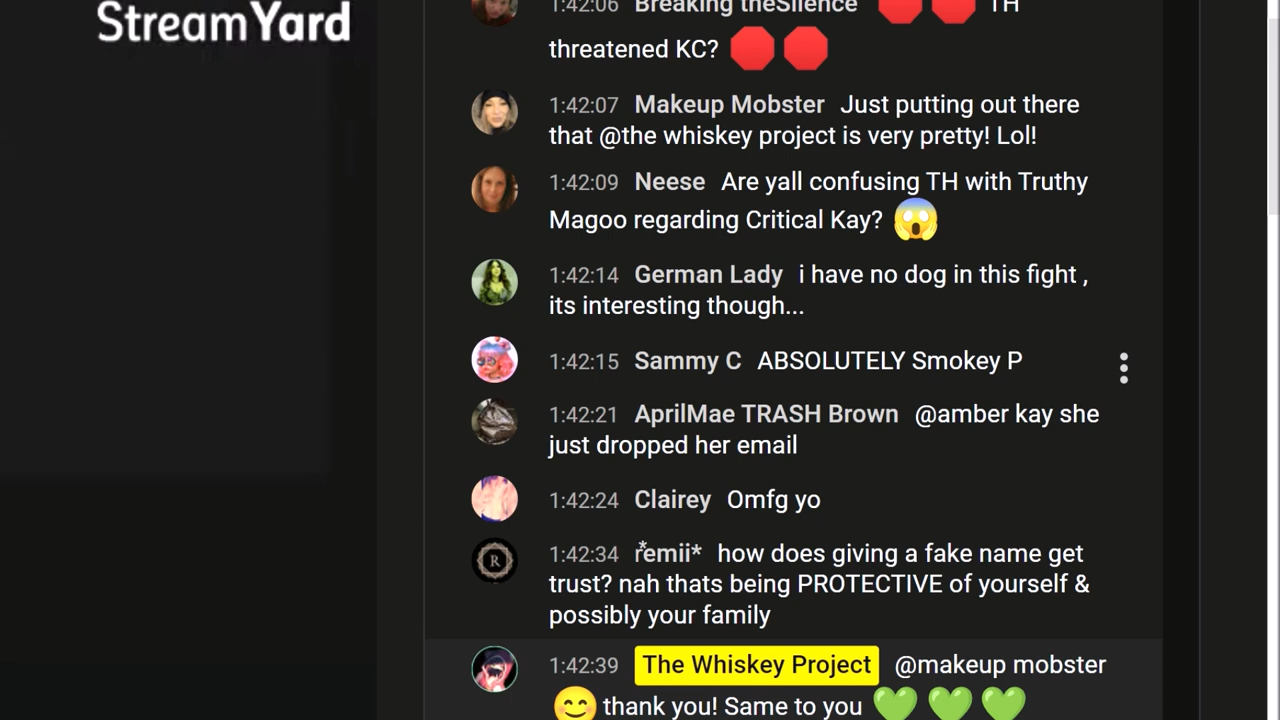 StreamYard
1:42:06 Breaking theSilence TH
threatened KC?
1:42:07 Makeup Mobster Just putting out there
that @the whiskey project is very pretty! Lol!
1:42:09 Neese Are yall confusing TH with Truthy
Magoo regarding Critical Kay?
1:42:14 German Lady i have no dog in this fight ,
its interesting though...
1:42:15 Sammy C ABSOLUTELY Smokey P
1:42:21 AprilMae TRASH Brown @amber kay she
just dropped her email
1:42:24 Clairey Omfg yo
R
1:42:34 r͛emii* how does giving a fake name get
trust? nah thats being PROTECTIVE of yourself &
possibly your family
1:42:39 The Whiskey Project @makeup mobster
thank you! Same to you